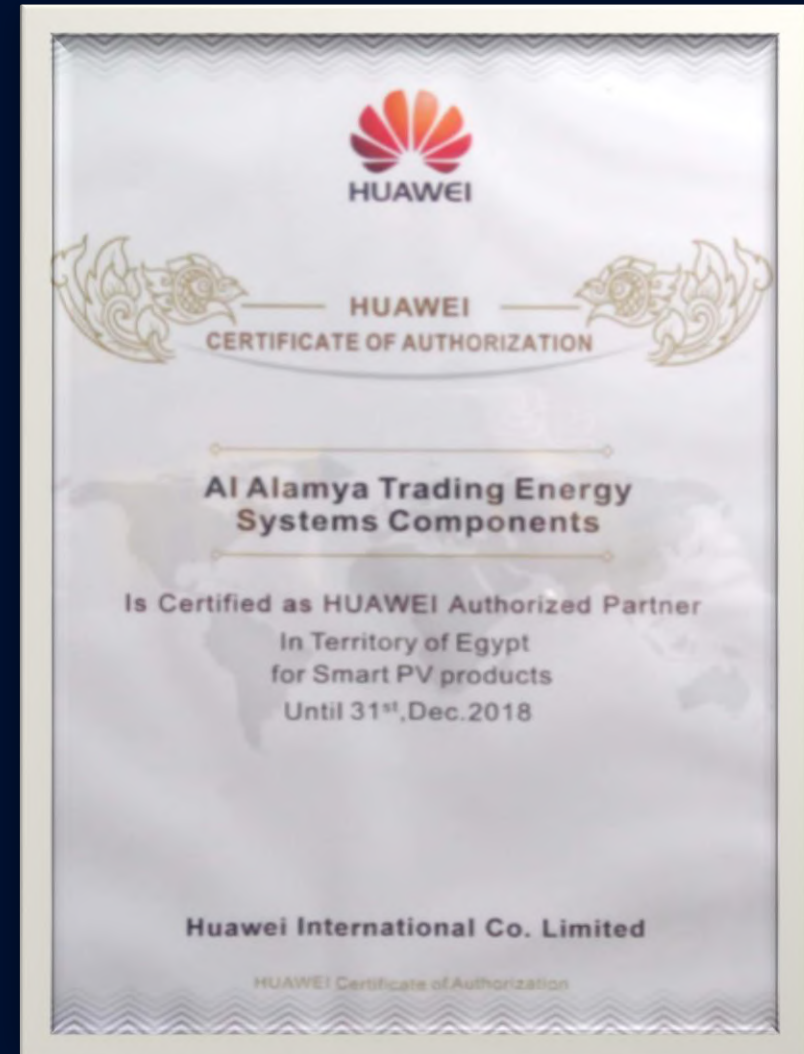 HUAWEI
HUAWEI
CERTIFICATE OF AUTHORIZATION
Al Alamya Trading Energy
Systems Components
Is Certified as HUAWEI Authorized Partner
In Territory of Egypt
for Smart PV products
Until 31st,Dec.2018
Huawei International Co. Limited
HUAWEI Certificate of Authorization